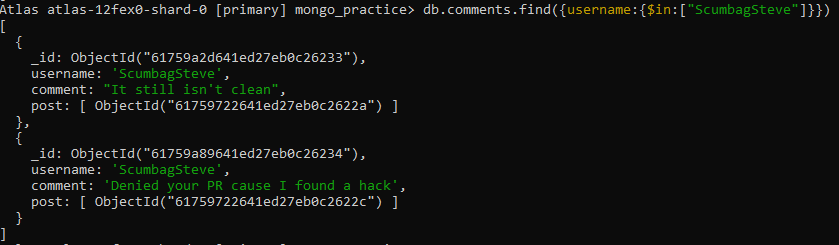 Atlas atlas-12fex0-shard-0 [primary] mongo_practice> db.comments.find({username:{$in:["ScumbagSteve"]}})
[
  {
    _id: ObjectId("61759a2d641ed27eb0c26233"),
    username: 'ScumbagSteve',
    comment: "It still isn't clean",
    post: [ ObjectId("61759722641ed27eb0c2622a") ]
  },
  {
    _id: ObjectId("61759a89641ed27eb0c26234"),
    username: 'ScumbagSteve',
    comment: 'Denied your PR cause I found a hack',
    post: [ ObjectId("61759722641ed27eb0c2622c") ]
  }
]